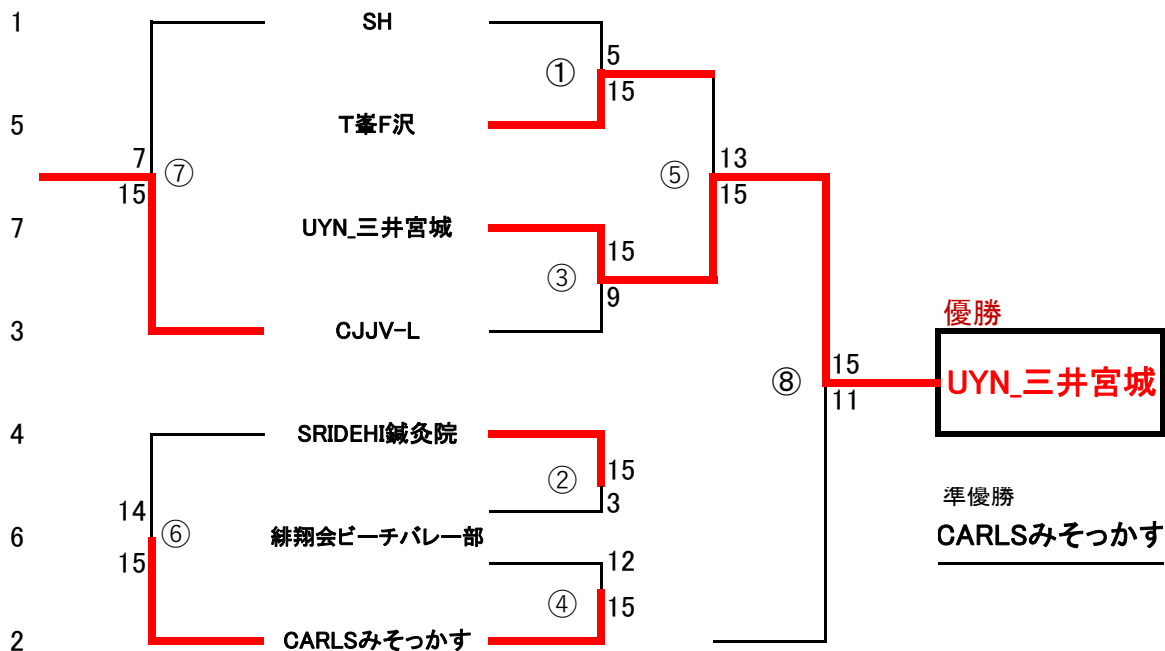 1 SH
5
① 15
5 T峯F沢
7 ⑦ ⑤ 13
15 15
7 UYN_三井宮城
15
③
9
優勝
3 CJJV-L
15
⑧ UYN_三井宮城
11
4 SRIDEHI鍼灸院
② 15
準優勝
14 3
6 ⑥ 緋翔会ビーチバレー部 CARLSみそっかす
15 12
④ 15
2 CARLSみそっかす